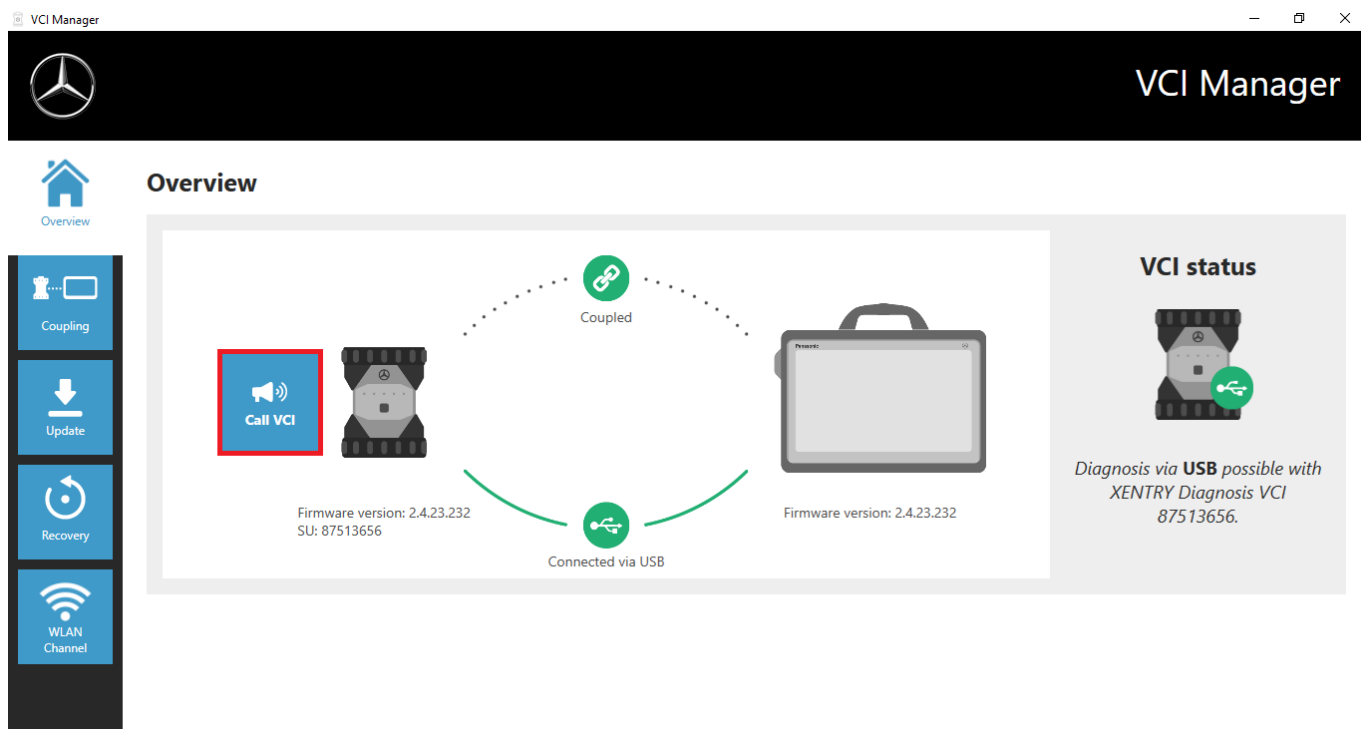 VCI Manager
VCI Manager
Overview
Coupling
Update
Recovery
WLAN
Channel
Overview
Coupled
Call VCI
Panasonic
Firmware version: 2.4.23.232
SU: 87513656
Firmware version: 2.4.23.232
Connected via USB
VCI status
Diagnosis via USB possible with
XENTRY Diagnosis VCI
87513656.